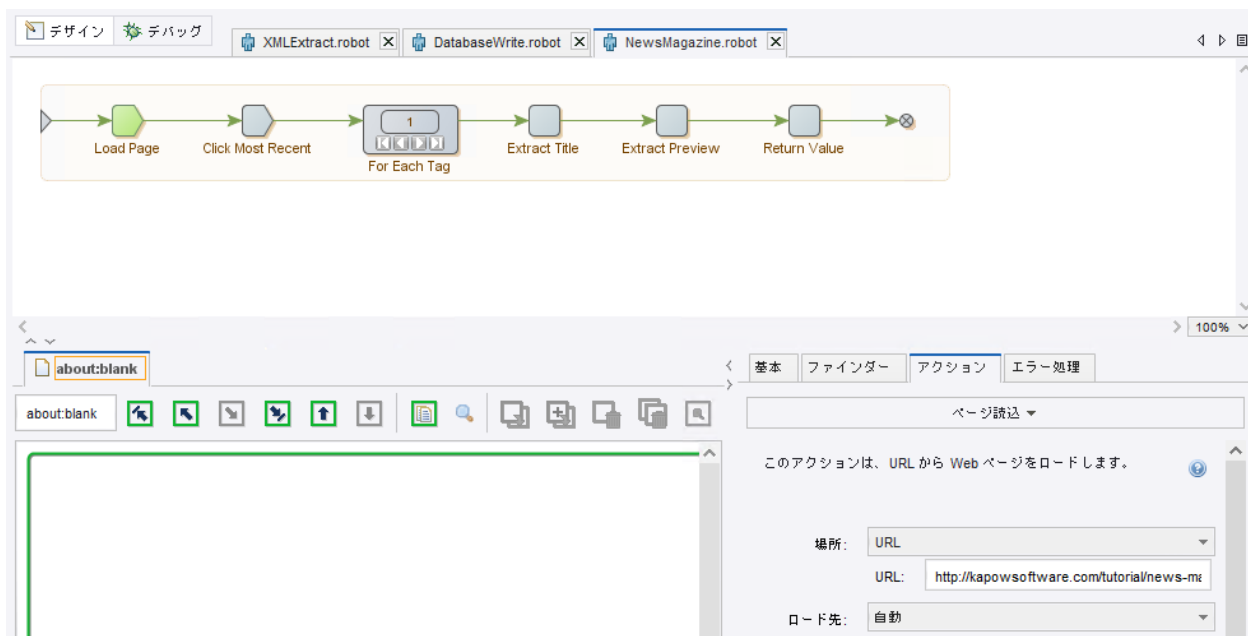 デザイン デバッグ XMLExtract.robot DatabaseWrite.robot NewsMagazine.robot
1
Load Page Click Most Recent For Each Tag Extract Title Extract Preview Return Value
100%
about:blank
基本 ファインダー アクション エラー処理
about:blank
ページ読込
このアクションは、URL から Web ページをロードします。
場所: URL
URL: http://kapowsoftware.com/tutorial/news-ma
ロード先: 自動